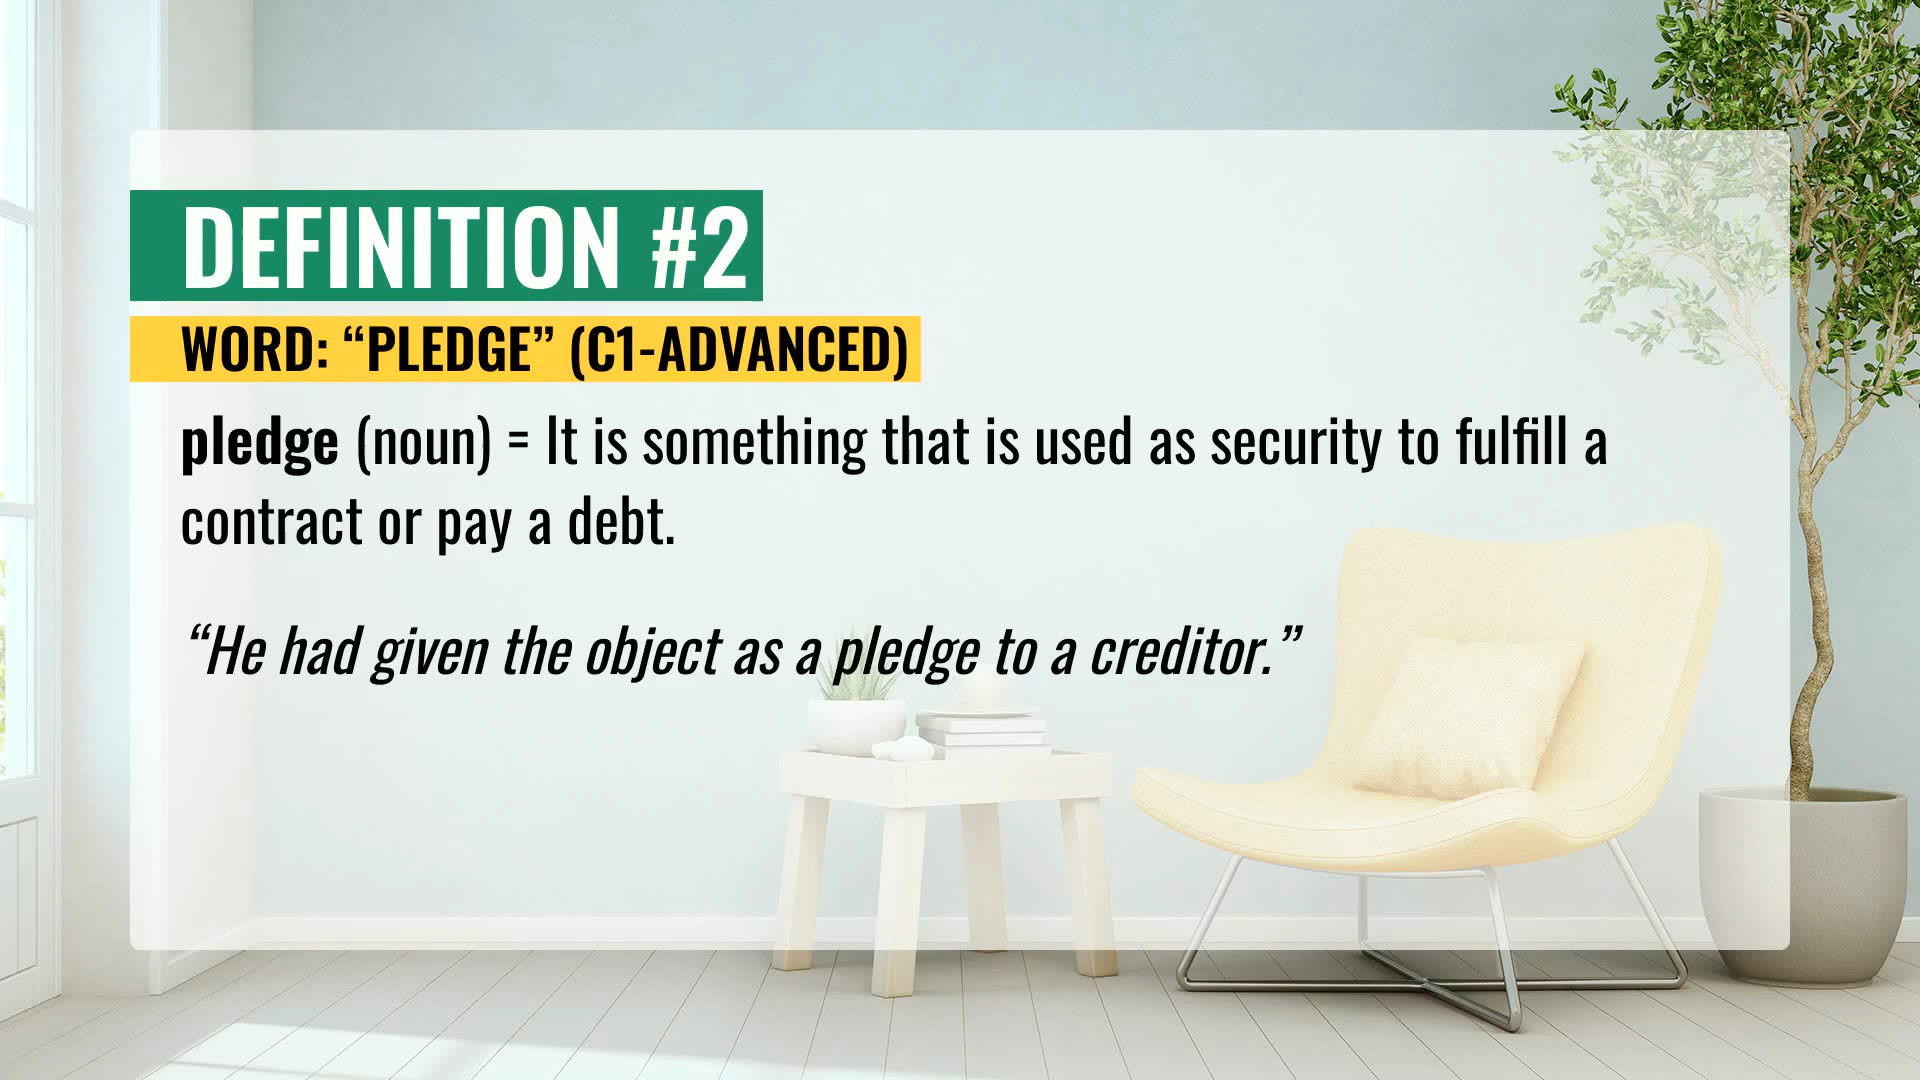 DEFINITION #2
WORD: “PLEDGE” (C1-ADVANCED)
pledge (noun) = It is something that is used as security to fulfill a
contract or pay a debt.
“He had given the object as a pledge to a creditor.”